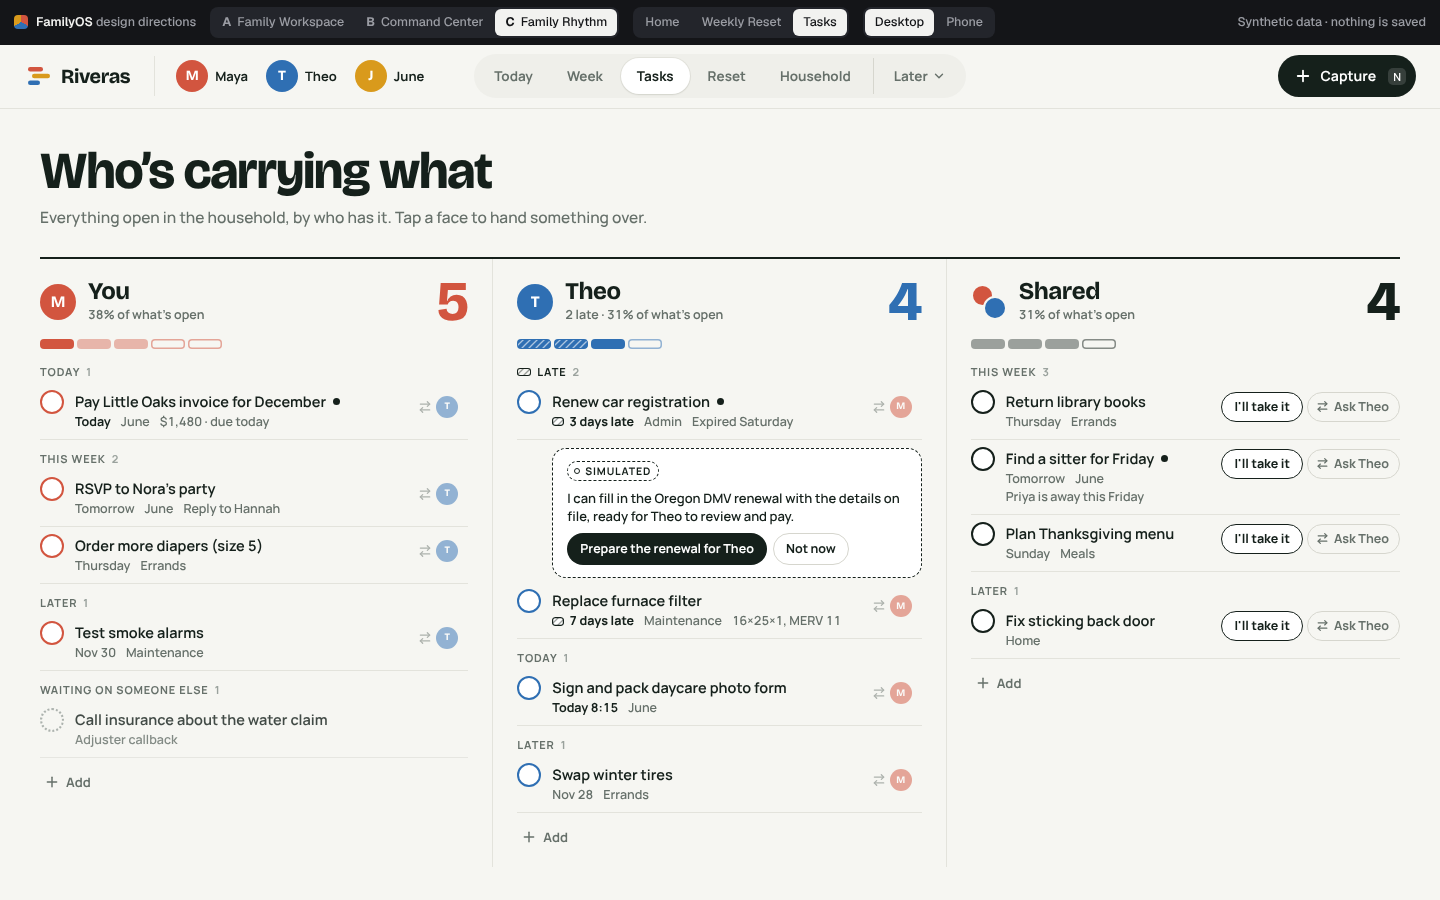 FamilyOS design directions
A Family Workspace
B Command Center
C Family Rhythm
Home
Weekly Reset
Tasks
Desktop
Phone
Synthetic data · nothing is saved
Riveras
M Maya
T Theo
J June
Today
Week
Tasks
Reset
Household
Later
+ Capture N
Who's carrying what
Everything open in the household, by who has it. Tap a face to hand something over.
M
You
38% of what's open
5
TODAY 1
Pay Little Oaks invoice for December
Today June $1,480 · due today
T
THIS WEEK 2
RSVP to Nora's party
Tomorrow June Reply to Hannah
T
Order more diapers (size 5)
Thursday Errands
T
LATER 1
Test smoke alarms
Nov 30 Maintenance
T
WAITING ON SOMEONE ELSE 1
Call insurance about the water claim
Adjuster callback
+ Add
T
Theo
2 late · 31% of what's open
4
LATE 2
Renew car registration
3 days late Admin Expired Saturday
M
SIMULATED
I can fill in the Oregon DMV renewal with the details on
file, ready for Theo to review and pay.
Prepare the renewal for Theo
Not now
Replace furnace filter
7 days late Maintenance 16×25×1, MERV 11
M
TODAY 1
Sign and pack daycare photo form
Today 8:15 June
M
LATER 1
Swap winter tires
Nov 28 Errands
M
+ Add
Shared
31% of what's open
4
THIS WEEK 3
Return library books
Thursday Errands
I'll take it
Ask Theo
Find a sitter for Friday
Tomorrow June
Priya is away this Friday
I'll take it
Ask Theo
Plan Thanksgiving menu
Sunday Meals
I'll take it
Ask Theo
LATER 1
Fix sticking back door
Home
I'll take it
Ask Theo
+ Add